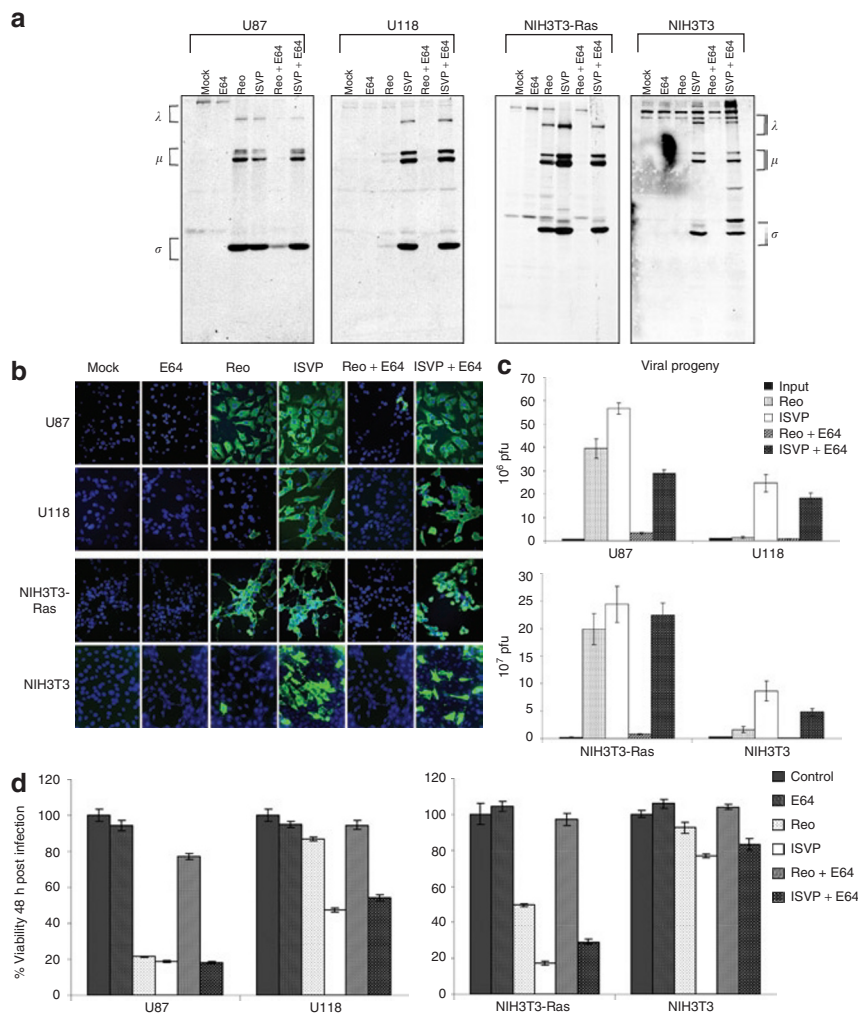 a
U87
U118
NIH3T3-Ras
NIH3T3
Mock E64 Reo ISVP Reo + E64 ISVP + E64
Mock E64 Reo ISVP Reo + E64 ISVP + E64
Mock E64 Reo ISVP Reo + E64 ISVP + E64
Mock E64 Reo ISVP Reo + E64 ISVP + E64
λ
μ
σ
λ
μ
σ
b
Mock E64 Reo ISVP Reo + E64 ISVP + E64
U87
U118
NIH3T3-
Ras
NIH3T3
c
Viral progeny
Input
Reo
ISVP
Reo + E64
ISVP + E64
10⁶ pfu
70
60
50
40
30
20
10
0
U87 U118
10⁷ pfu
30
25
20
15
10
5
0
NIH3T3-Ras NIH3T3
d
% Viability 48 h post infection
120
100
80
60
40
20
0
U87 U118
120
100
80
60
40
20
0
NIH3T3-Ras NIH3T3
Control
E64
Reo
ISVP
Reo + E64
ISVP + E64